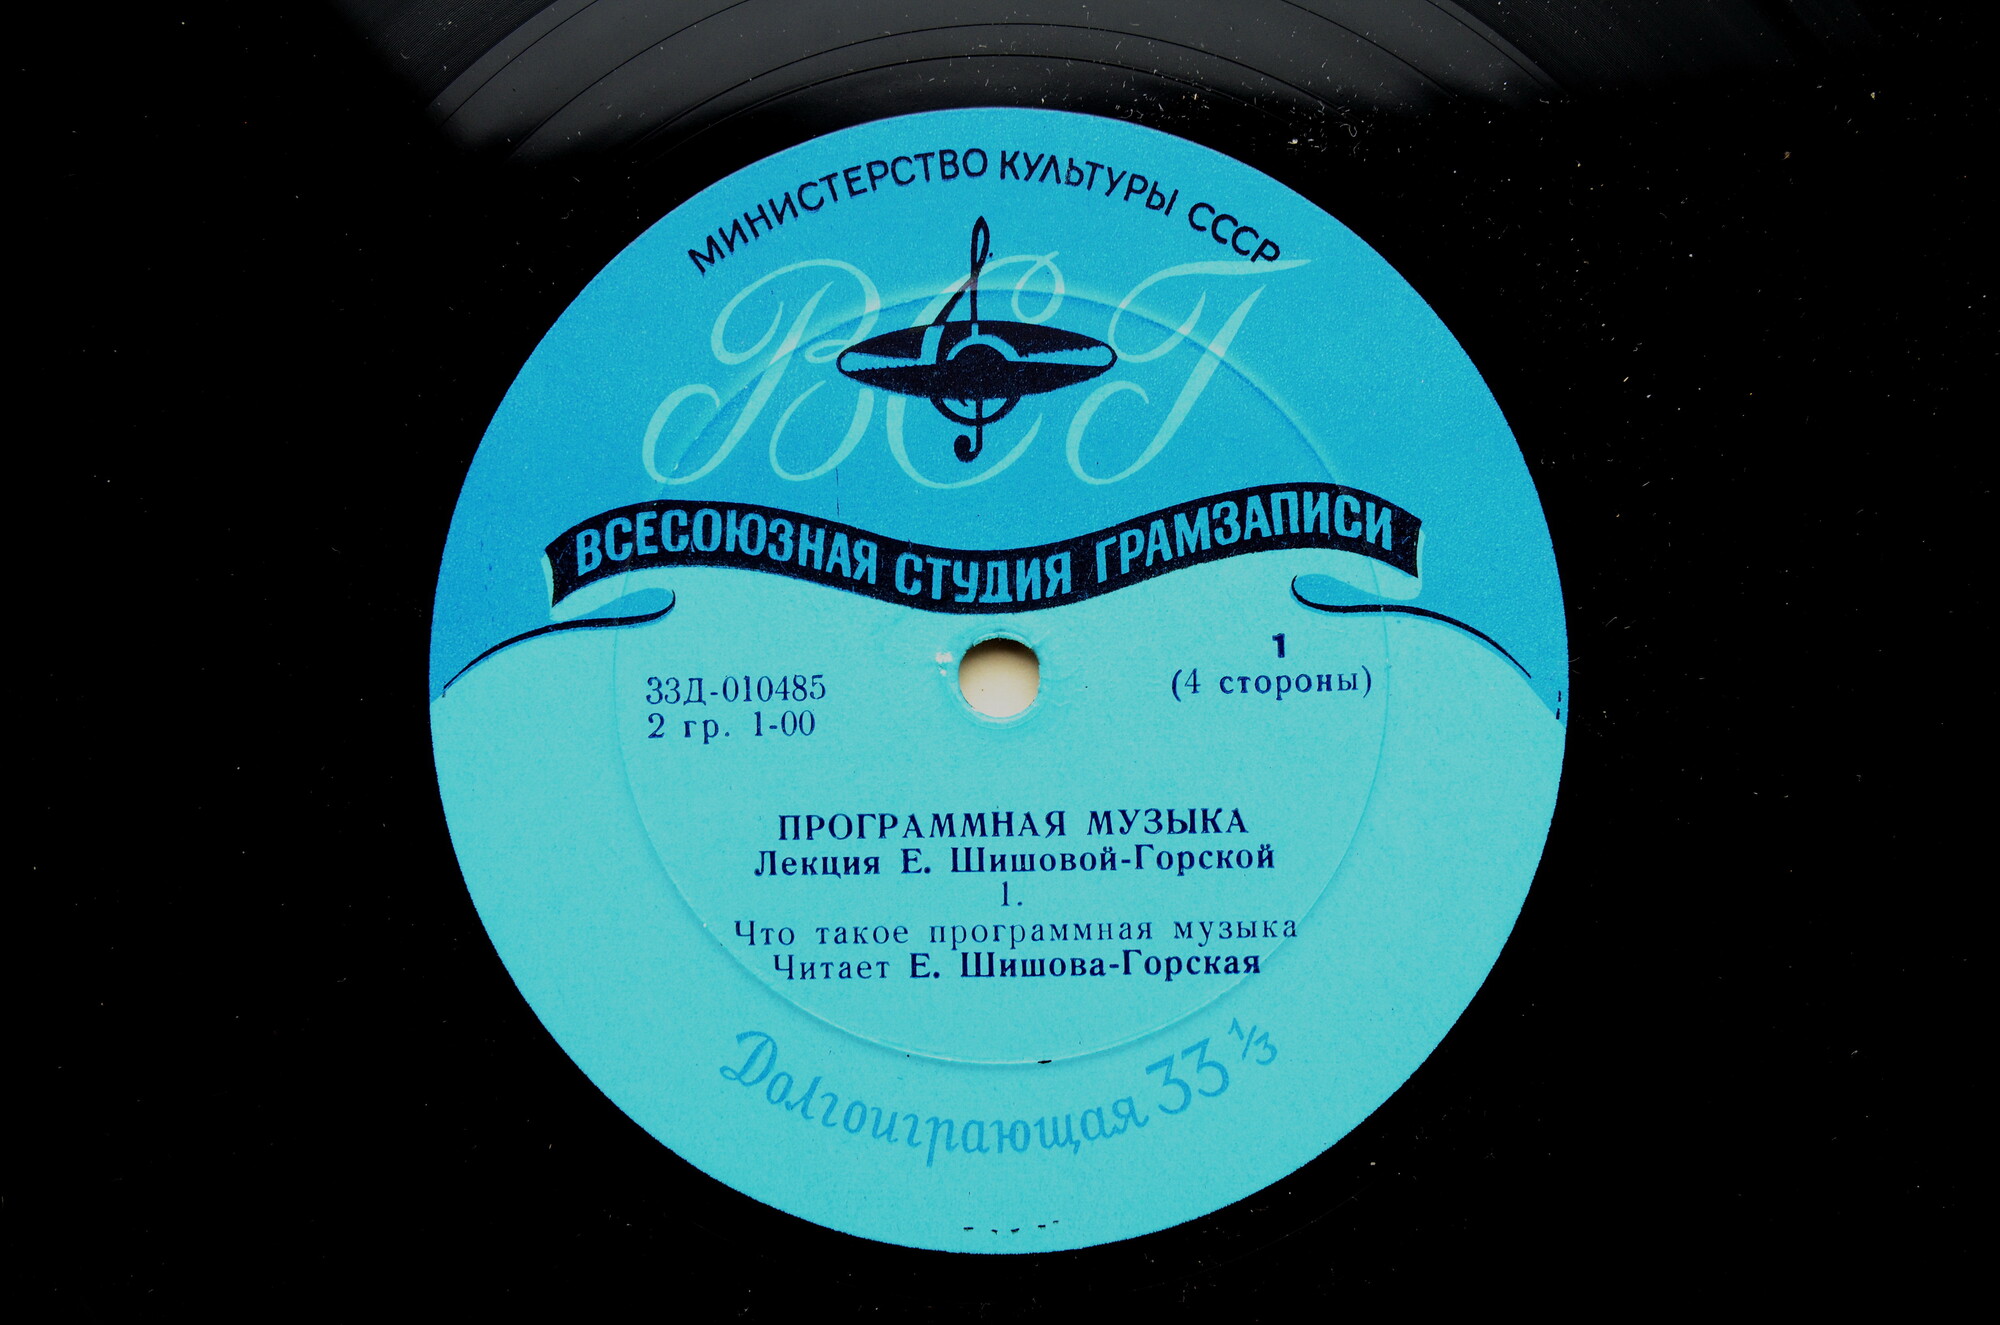 МИНИСТЕРСТВО КУЛЬТУРЫ СССР
ВСГ
ВСЕСОЮЗНАЯ СТУДИЯ ГРАМЗАПИСИ
33Д-010485
2 гр. 1-00
1
(4 стороны)
ПРОГРАММНАЯ МУЗЫКА
Лекция Е. Шишовой-Горской
1.
Что такое программная музыка
Читает Е. Шишова-Горская
Долгоиграющая 33 1/3